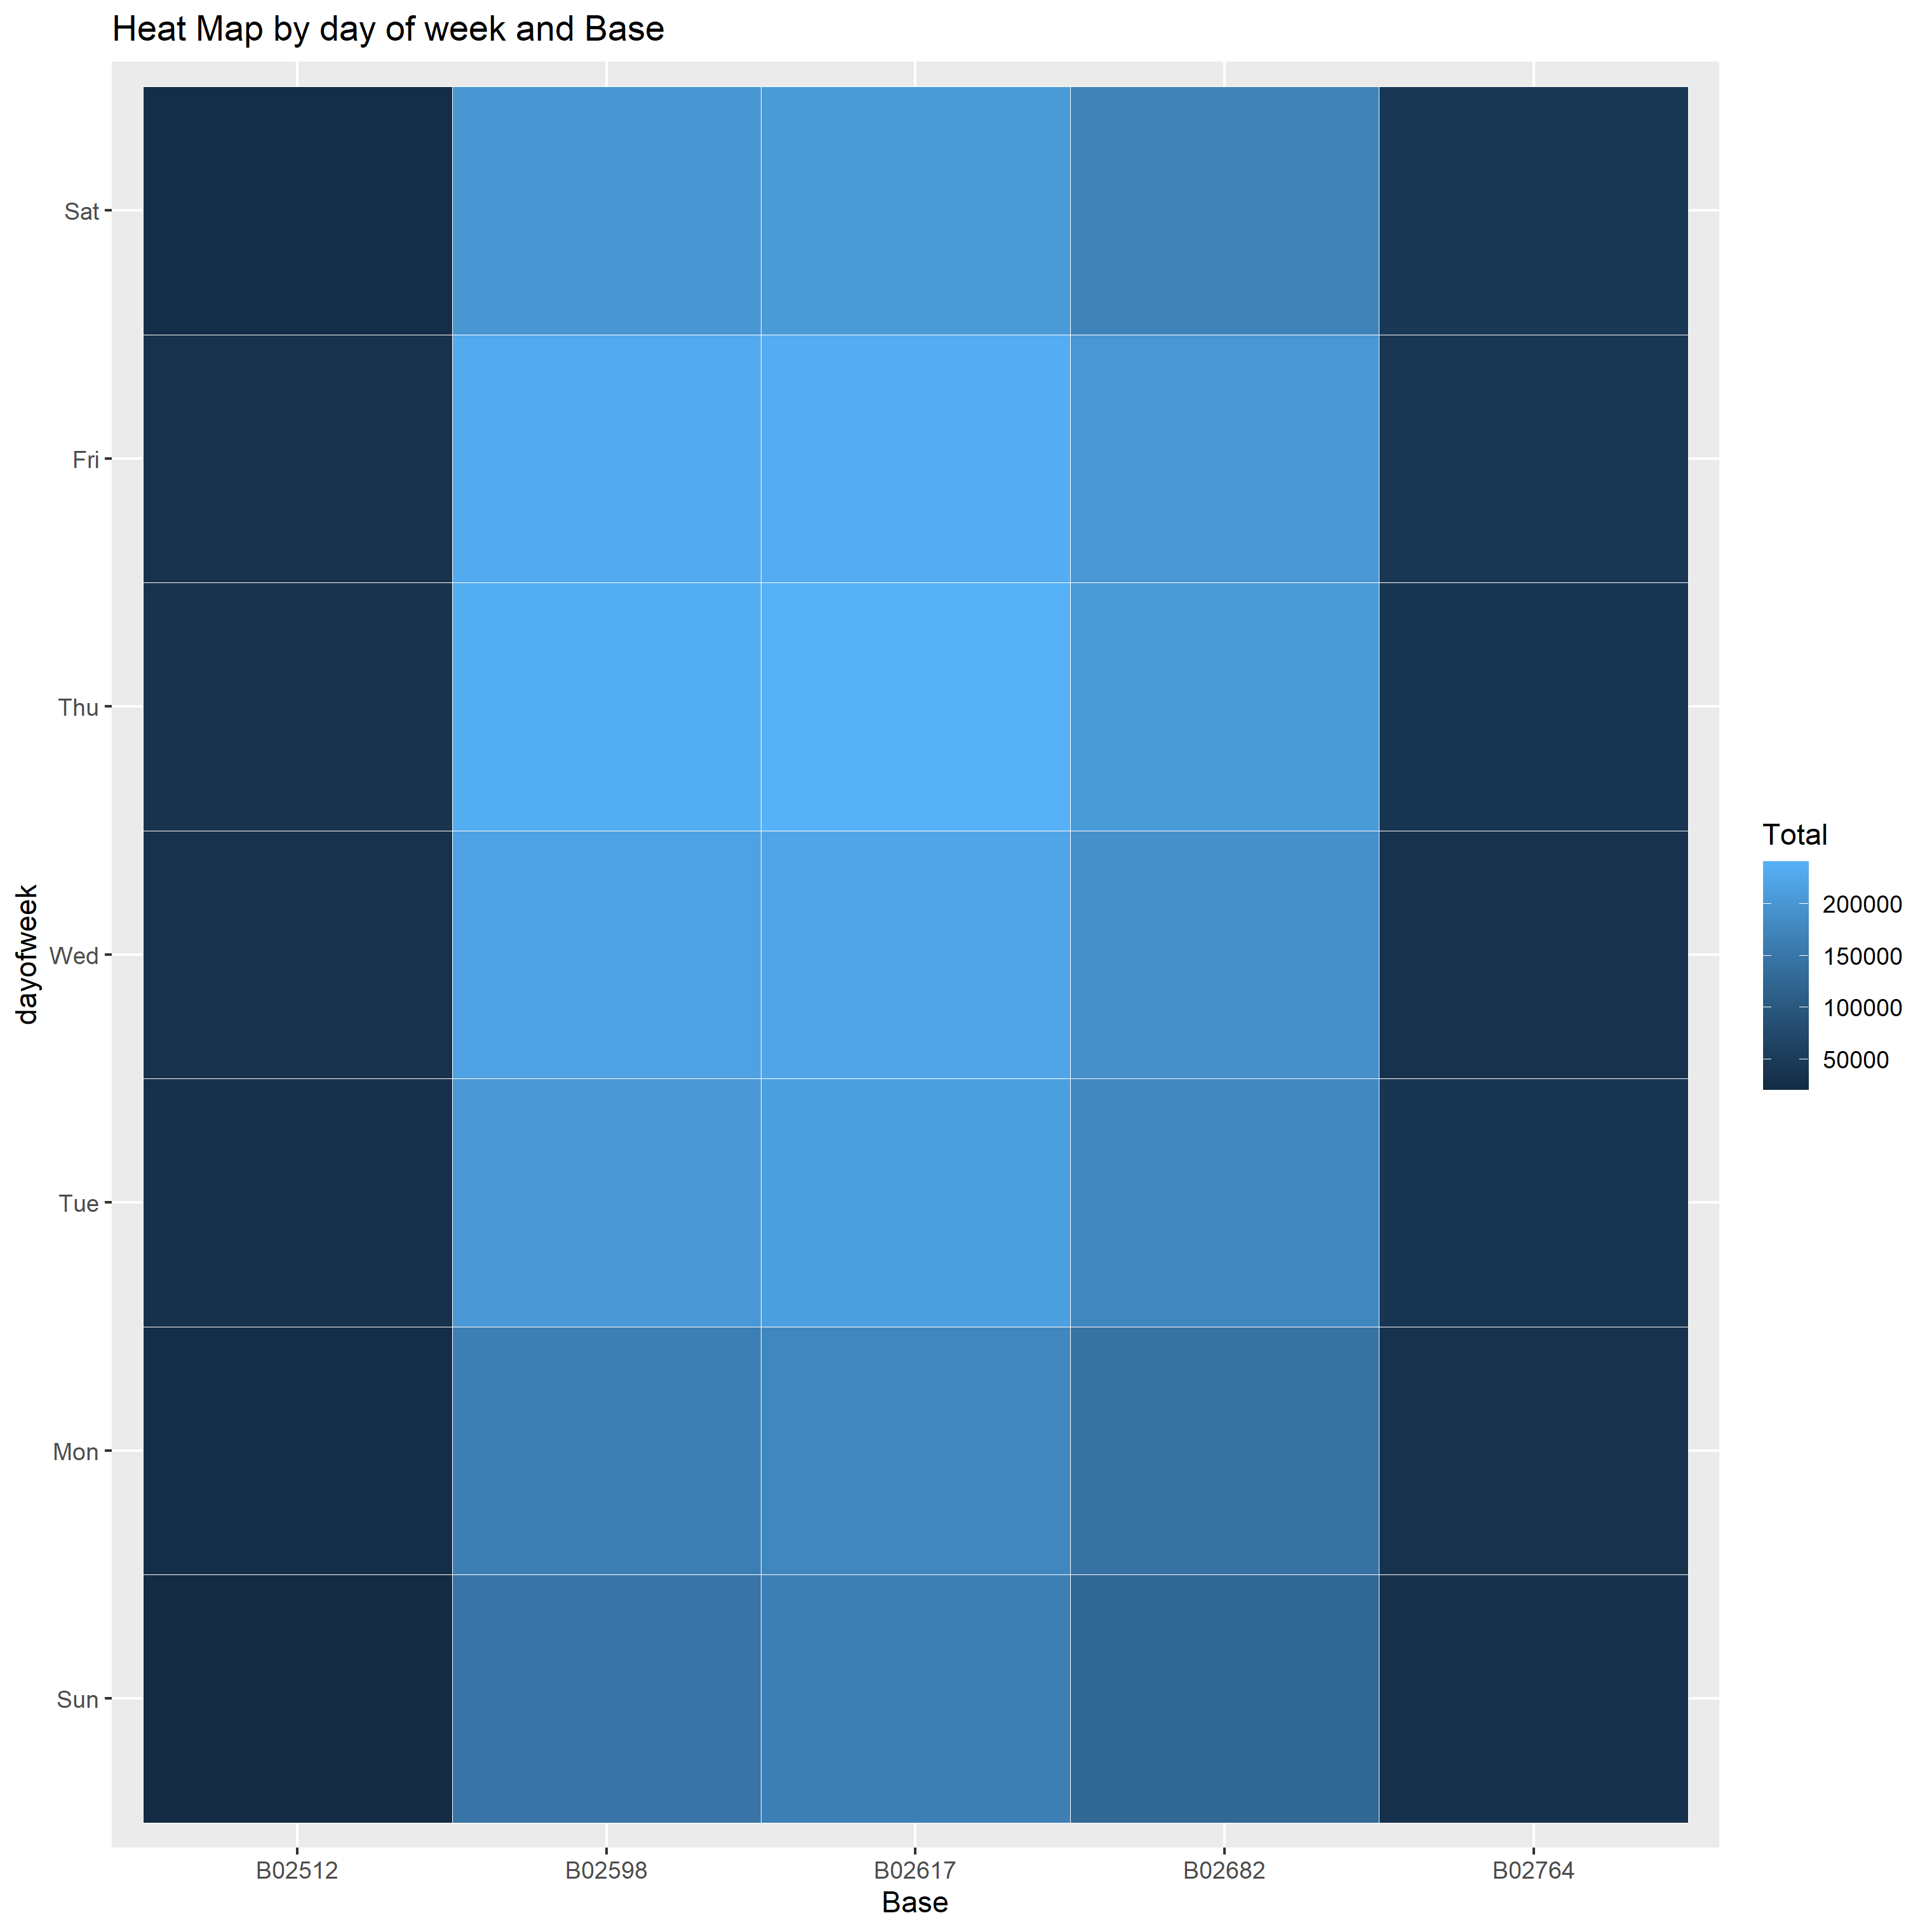 Heat Map by day of week and Base
dayofweek
Sat
Fri
Thu
Wed
Tue
Mon
Sun
B02512 B02598 B02617 B02682 B02764
Base
Total
200000
150000
100000
50000